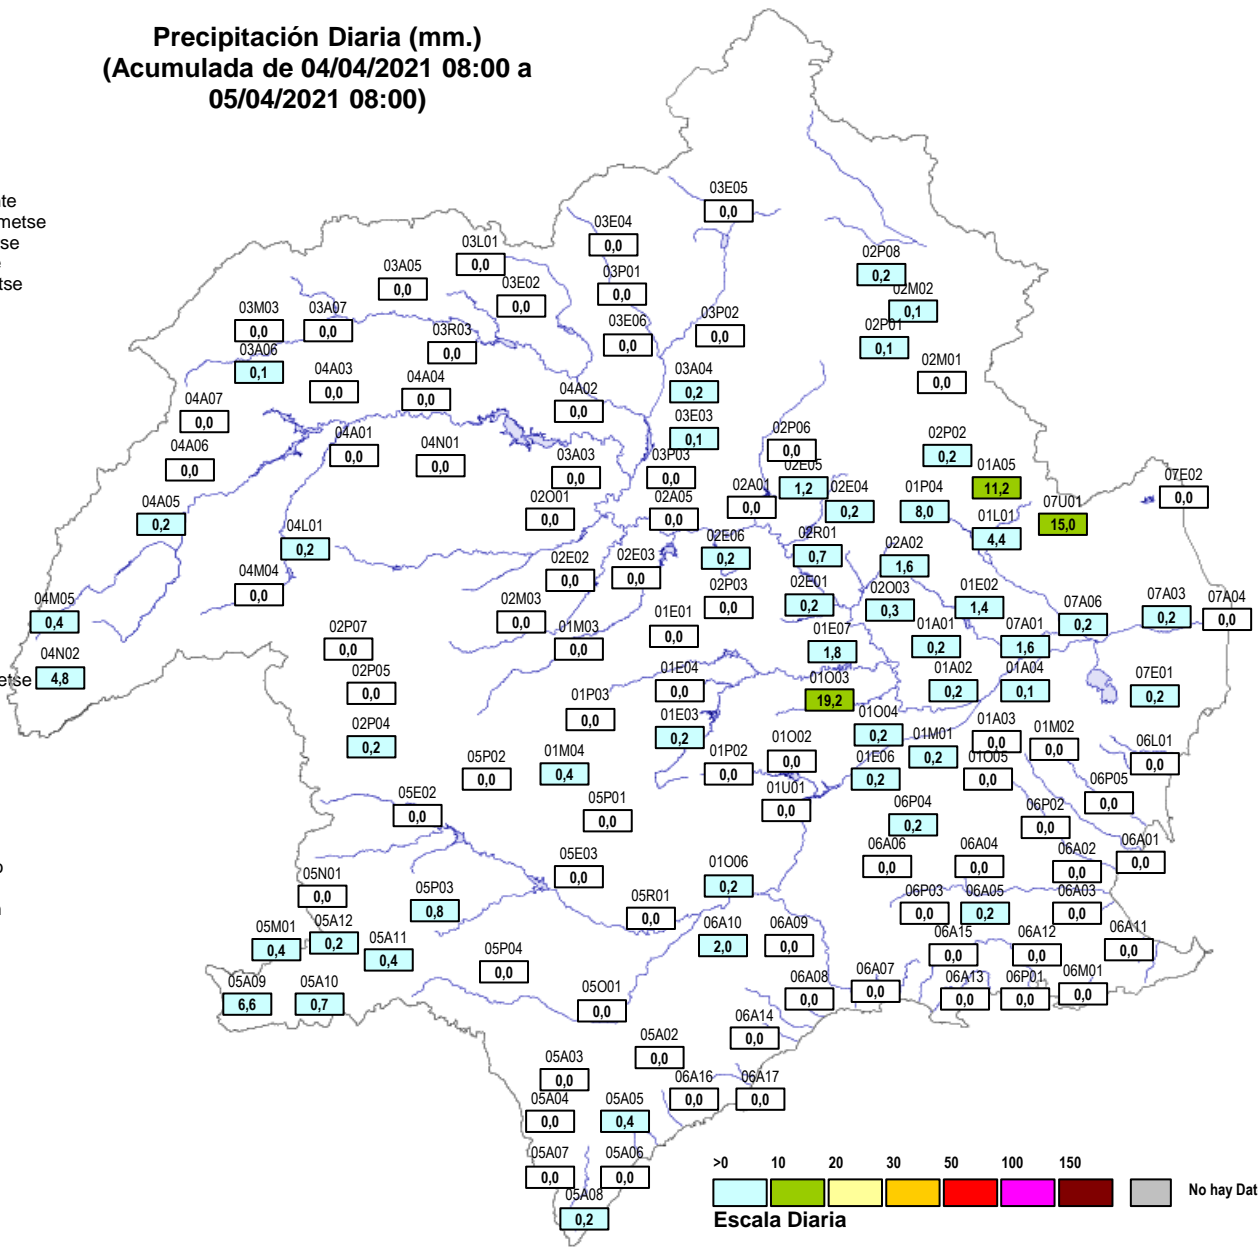 Precipitación Diaria (mm.)
(Acumulada de 04/04/2021 08:00 a
05/04/2021 08:00)
03E05
0,0
03E04
0,0
03L01
0,0
02P08
0,2
03A05
0,0
03P01
0,0
03E02
0,0
02M02
0,1
03M03
0,0
03A07
0,0
03P02
0,0
03E06
0,0
03R03
0,0
02P01
0,1
03A06
0,1
02M01
0,0
04A03
0,0
04A04
0,0
03A04
0,2
04A02
0,0
04A07
0,0
03E03
0,1
02P06
0,0
04A01
0,0
04N01
0,0
02P02
0,2
04A06
0,0
03A03
0,0
03P03
0,0
02E05
1,2
01A05
11,2
07E02
0,0
02A01
0,0
02E04
0,2
01P04
8,0
04A05
0,2
02O01
0,0
02A05
0,0
07U01
15,0
01L01
4,4
04L01
0,2
02E06
0,2
02R01
0,7
02A02
1,6
02E02
0,0
02E03
0,0
04M04
0,0
02P03
0,0
02E01
0,2
02O03
0,3
01E02
1,4
04M05
0,4
02M03
0,0
07A06
0,2
07A03
0,2
07A04
0,0
01E01
0,0
02P07
0,0
01M03
0,0
01E07
1,8
01A01
0,2
07A01
1,6
04N02
4,8
02P05
0,0
01E04
0,0
01O03
19,2
01A02
0,2
01A04
0,1
07E01
0,2
01P03
0,0
02P04
0,2
01E03
0,2
01O04
0,2
01A03
0,0
01M02
0,0
05P02
0,0
01M04
0,4
01P02
0,0
01O02
0,0
01M01
0,2
01E06
0,2
01O05
0,0
06L01
0,0
05E02
0,0
05P01
0,0
01U01
0,0
06P05
0,0
06P04
0,2
06P02
0,0
05E03
0,0
06A06
0,0
06A04
0,0
06A02
0,0
06A01
0,0
05N01
0,0
05P03
0,8
01O06
0,2
05R01
0,0
06P03
0,0
06A05
0,2
06A03
0,0
05M01
0,4
05A12
0,2
05A11
0,4
06A10
2,0
06A09
0,0
06A15
0,0
06A12
0,0
06A11
0,0
05P04
0,0
05A09
6,6
05A10
0,7
05O01
0,0
06A08
0,0
06A07
0,0
06A13
0,0
06P01
0,0
06M01
0,0
06A14
0,0
05A02
0,0
05A03
0,0
06A16
0,0
06A17
0,0
05A04
0,0
05A05
0,4
05A07
0,0
05A06
0,0
05A08
0,2
>0 10 20 30 50 100 150
No hay Dat
Escala Diaria